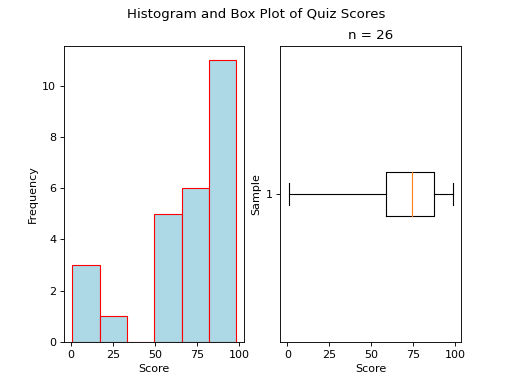 Histogram and Box Plot of Quiz Scores
n = 26
Frequency
10
8
6
4
2
0
0 25 50 75 100
Score
Sample
1
0 25 50 75 100
Score